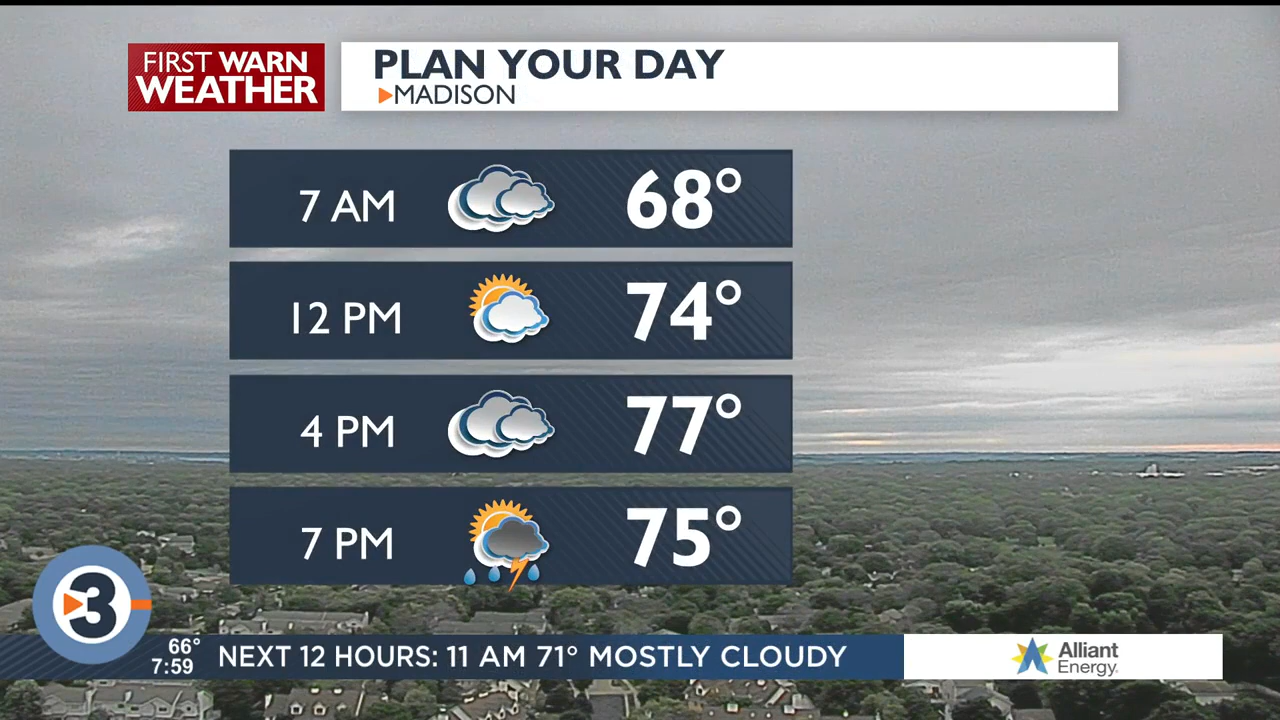 FIRST WARN
WEATHER
PLAN YOUR DAY
MADISON
7 AM 68°
12 PM 74°
4 PM 77°
7 PM 75°
3
66°
7:59
NEXT 12 HOURS: 11 AM 71° MOSTLY CLOUDY
Alliant
Energy.